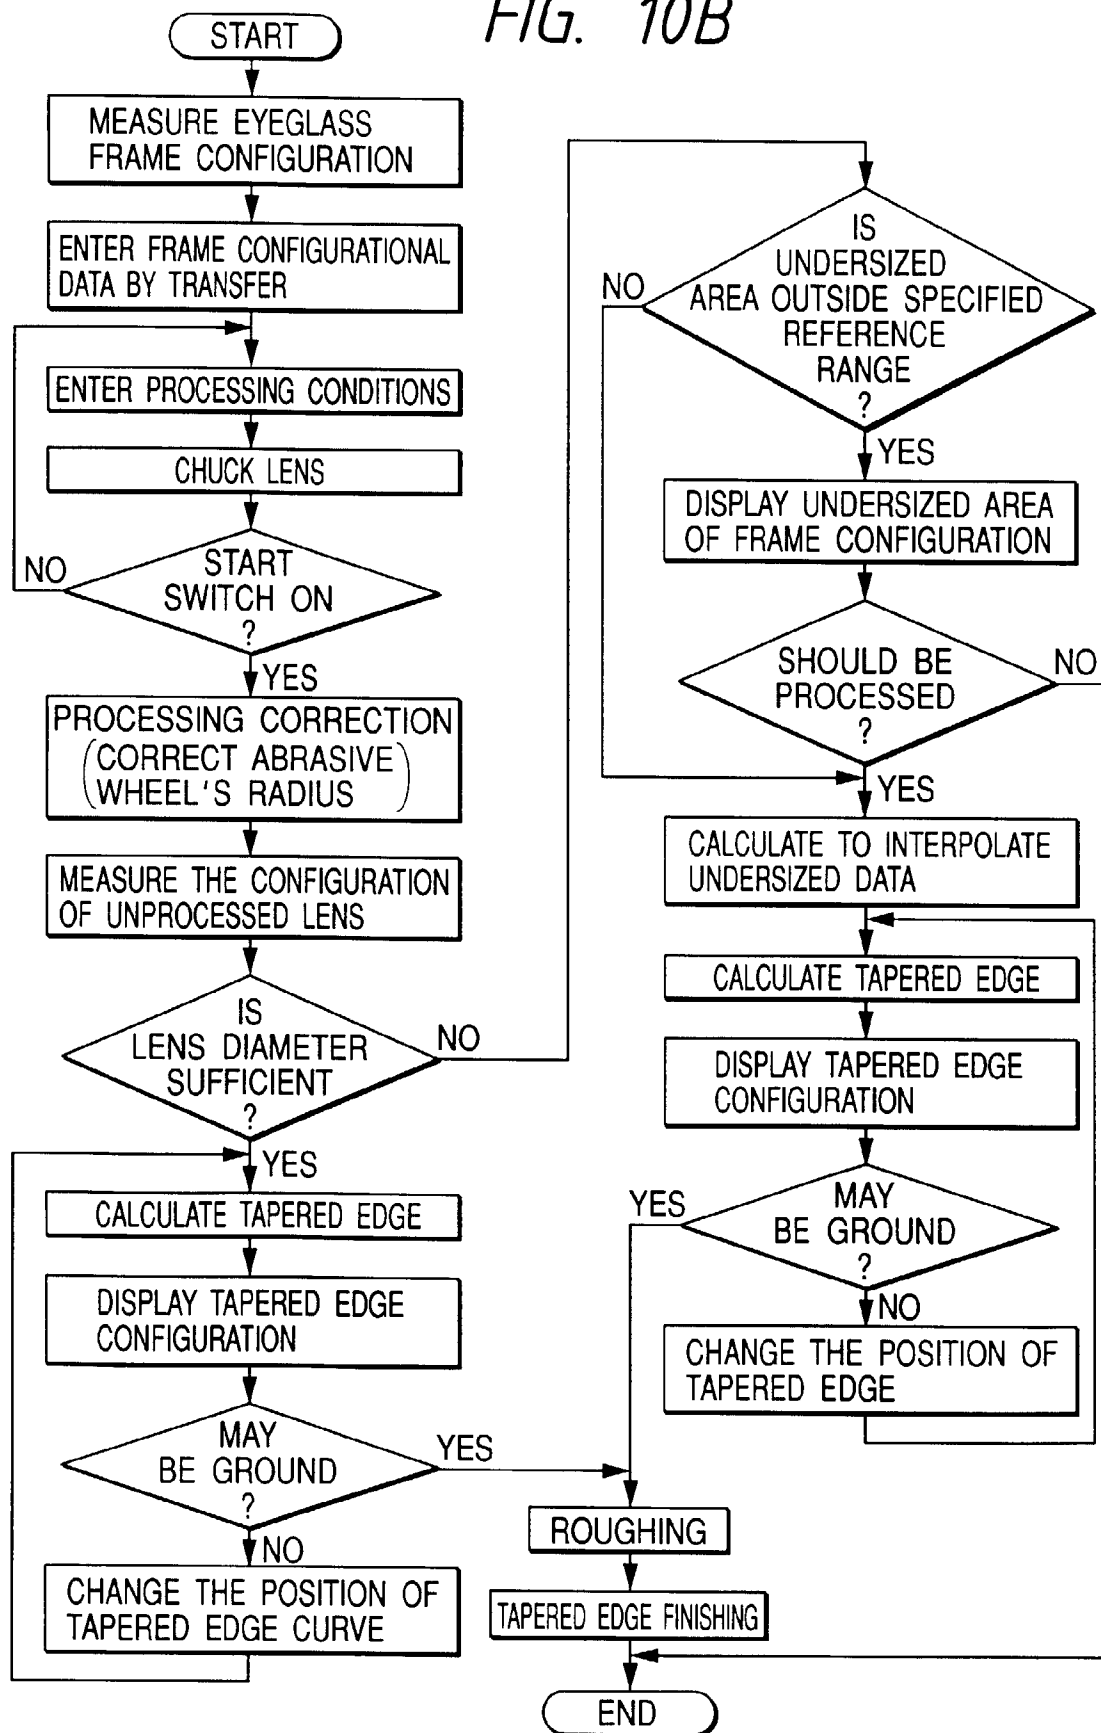 FIG. 10B
START
MEASURE EYEGLASS
FRAME CONFIGURATION
ENTER FRAME CONFIGURATIONAL
DATA BY TRANSFER
ENTER PROCESSING CONDITIONS
CHUCK LENS
START
SWITCH ON
?
NO
YES
PROCESSING CORRECTION
(CORRECT ABRASIVE
WHEEL'S RADIUS)
MEASURE THE CONFIGURATION
OF UNPROCESSED LENS
IS
LENS DIAMETER
SUFFICIENT
?
NO
YES
CALCULATE TAPERED EDGE
DISPLAY TAPERED EDGE
CONFIGURATION
MAY
BE GROUND
?
YES
NO
CHANGE THE POSITION OF
TAPERED EDGE CURVE
IS
UNDERSIZED
AREA OUTSIDE SPECIFIED
REFERENCE
RANGE
?
NO
YES
DISPLAY UNDERSIZED AREA
OF FRAME CONFIGURATION
SHOULD BE
PROCESSED
?
NO
YES
CALCULATE TO INTERPOLATE
UNDERSIZED DATA
CALCULATE TAPERED EDGE
DISPLAY TAPERED EDGE
CONFIGURATION
MAY
BE GROUND
?
YES
NO
CHANGE THE POSITION OF
TAPERED EDGE
ROUGHING
TAPERED EDGE FINISHING
END